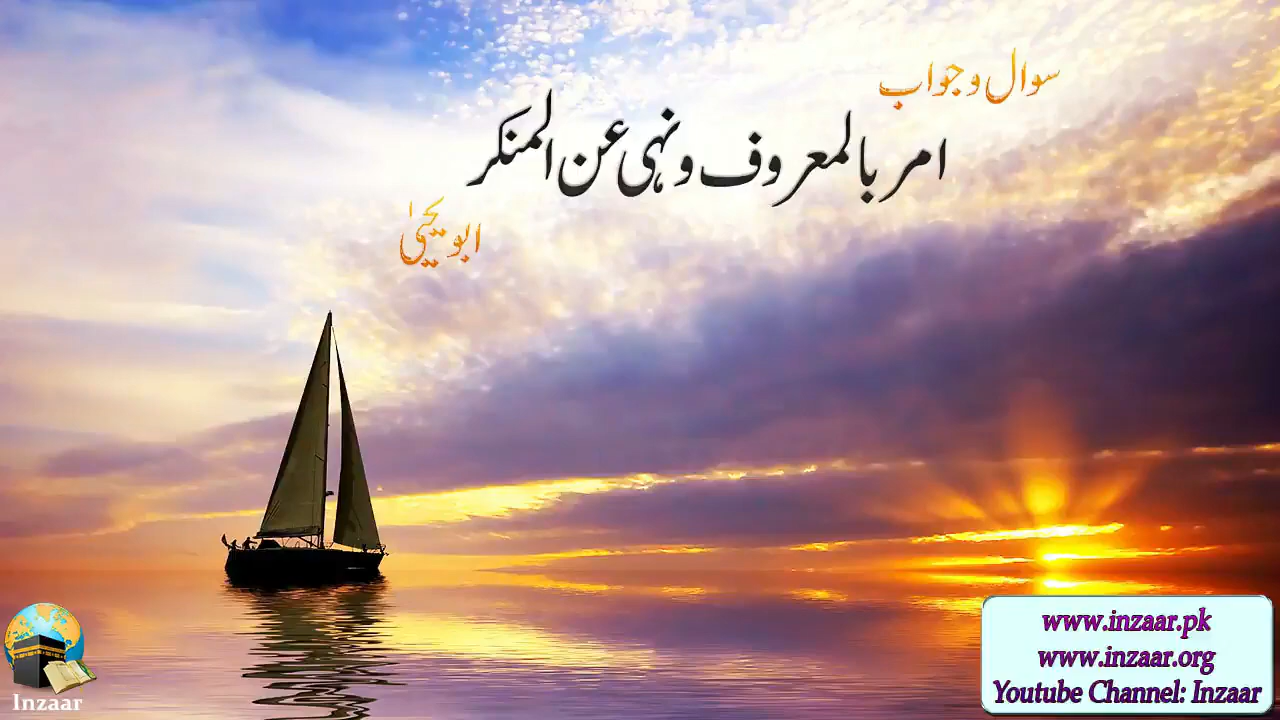 سوال و جواب
امر بالمعروف و نہی عن المنکر
ابو یحییٰ
Inzaar
www.inzaar.pk
www.inzaar.org
Youtube Channel: Inzaar